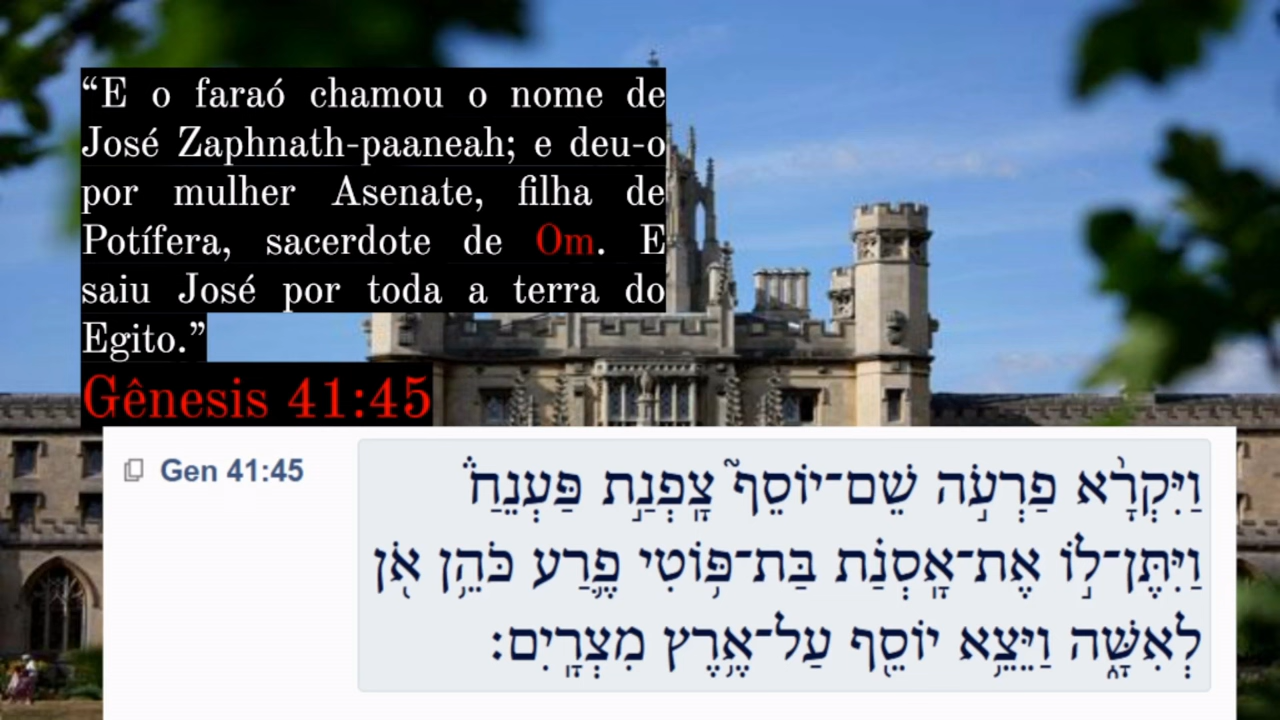 “E o faraó chamou o nome de
José Zaphnath-paaneah; e deu-o
por mulher Asenate, filha de
Potífera, sacerdote de Om. E
saiu José por toda a terra do
Egito.”
Gênesis 41:45
Gen 41:45
וַיִּקְרָ֨א פַרְעֹ֣ה שֵׁם־יוֹסֵף֮ צָֽפְנַ֣ת פַּעְנֵחַ֒
וַיִּתֶּן־ל֣וֹ אֶת־אָֽסְנַ֗ת בַּת־פּ֥וֹטִי פֶ֛רַע כֹּהֵ֥ן אֹ֖ן
לְאִשָּׁ֑ה וַיֵּצֵ֥א יוֹסֵ֖ף עַל־אֶ֥רֶץ מִצְרָֽיִם׃